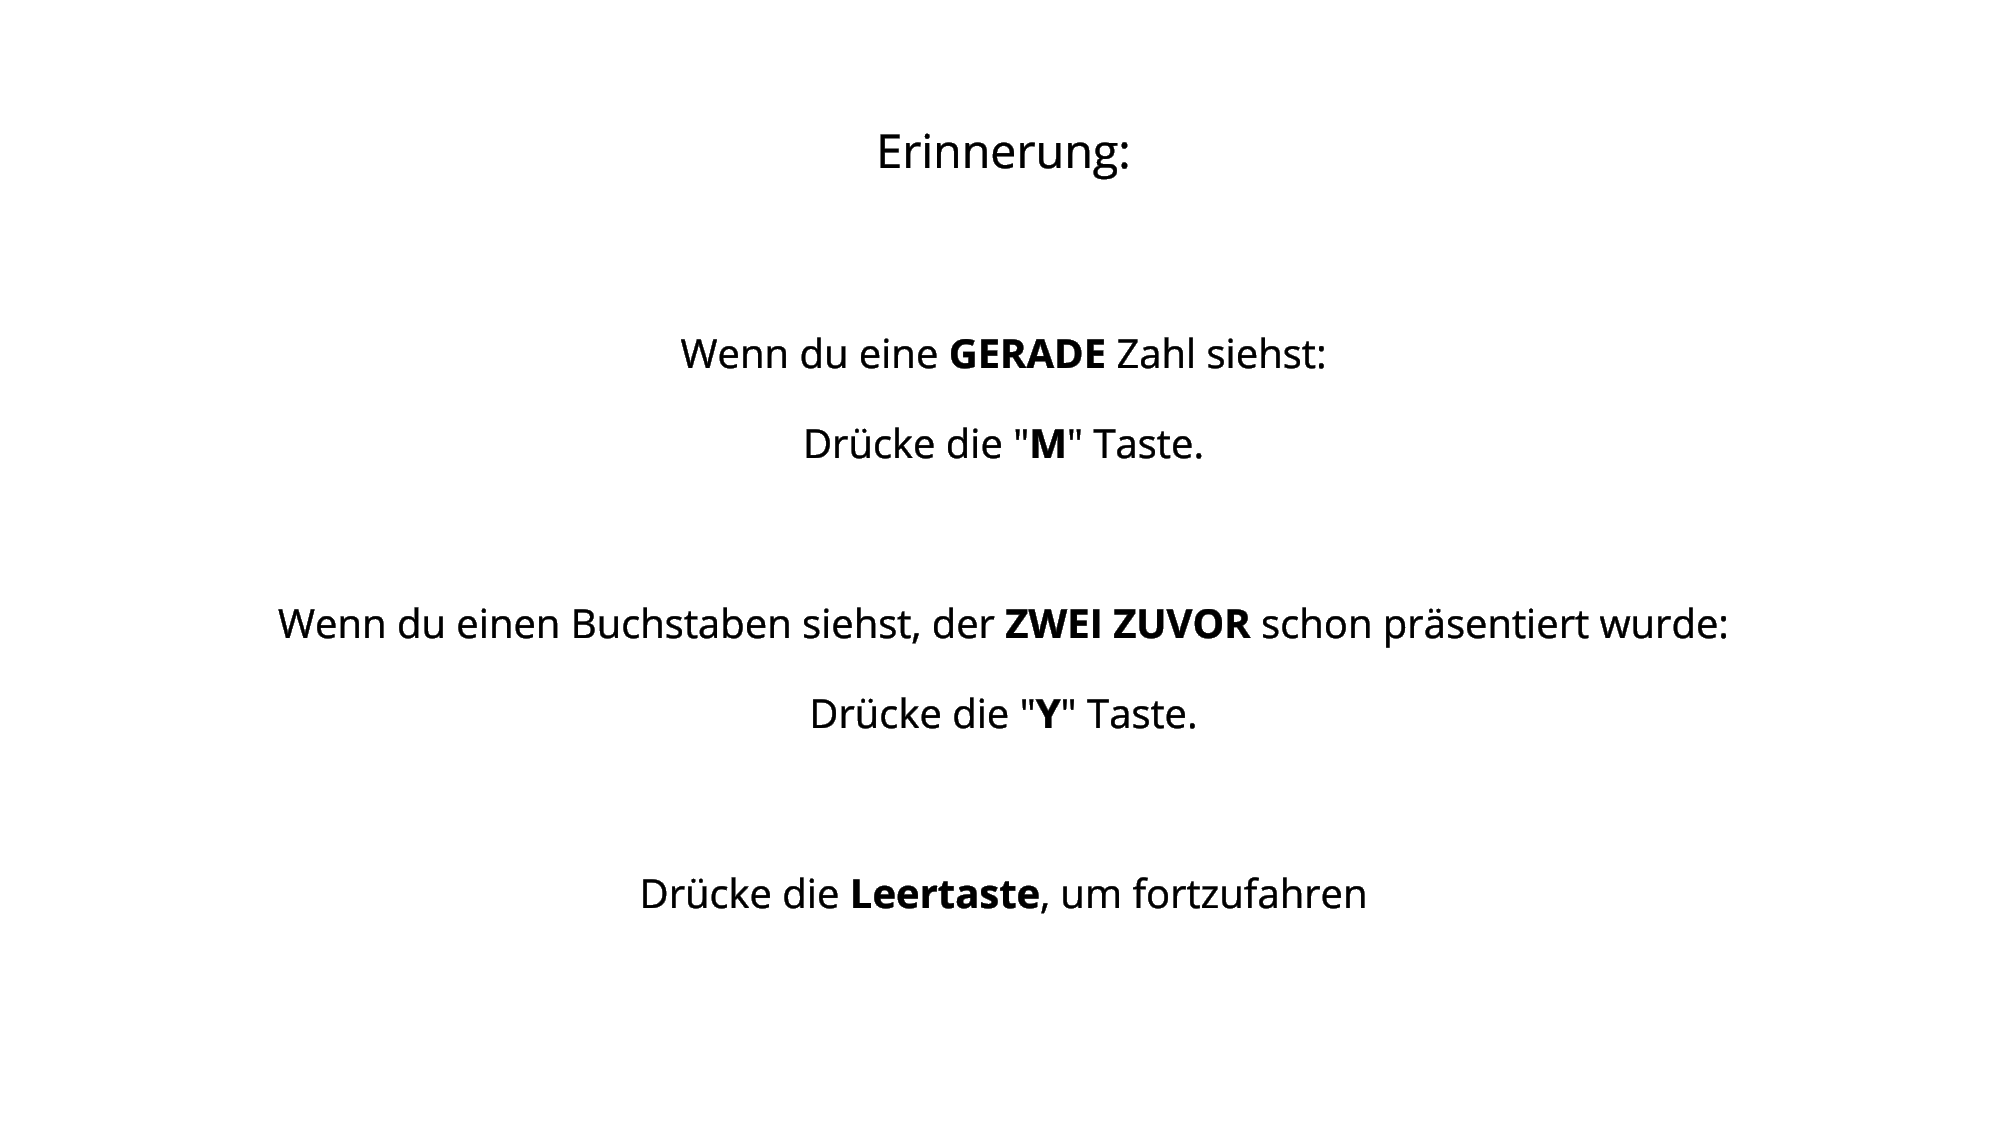 Erinnerung:
Wenn du eine GERADE Zahl siehst:
Drücke die "M" Taste.
Wenn du einen Buchstaben siehst, der ZWEI ZUVOR schon präsentiert wurde:
Drücke die "Y" Taste.
Drücke die Leertaste, um fortzufahren